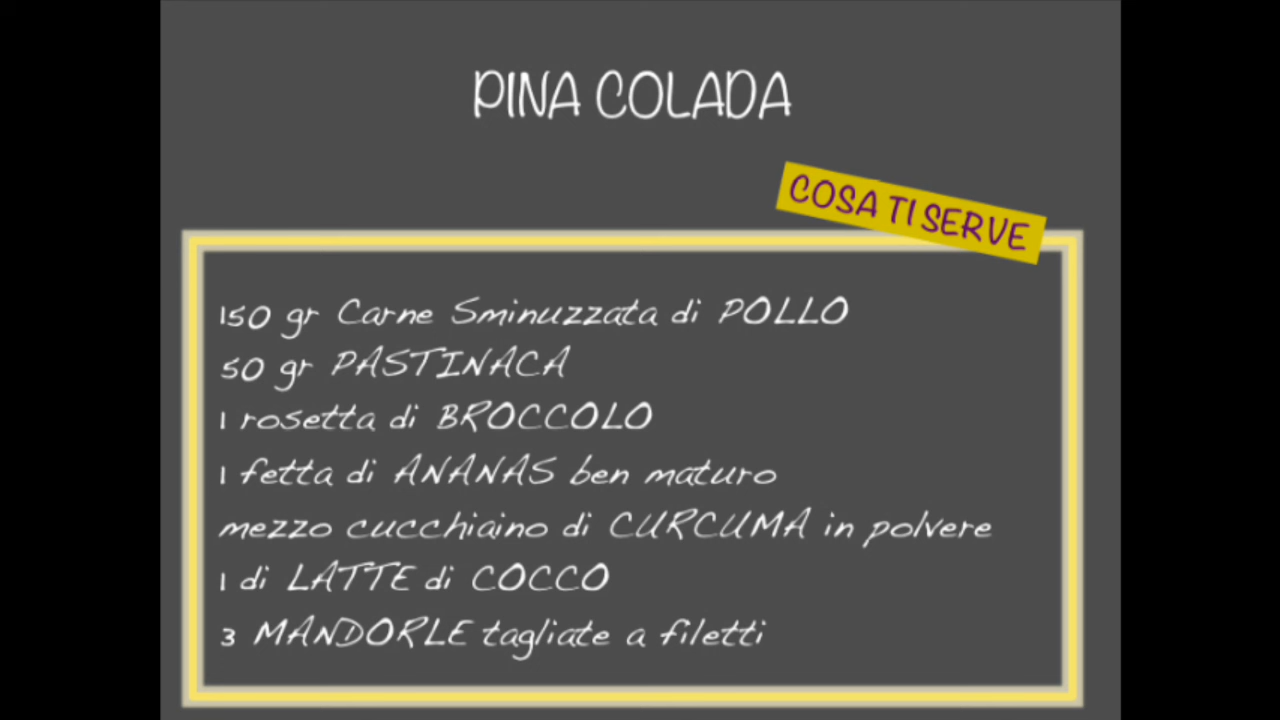 PINA COLADA
COSA TI SERVE
150 gr Carne Sminuzzata di POLLO
50 gr PASTINACA
1 rosetta di BROCCOLO
1 fetta di ANANAS ben maturo
mezzo cucchiaino di CURCUMA in polvere
1 di LATTE di COCCO
3 MANDORLE tagliate a filetti